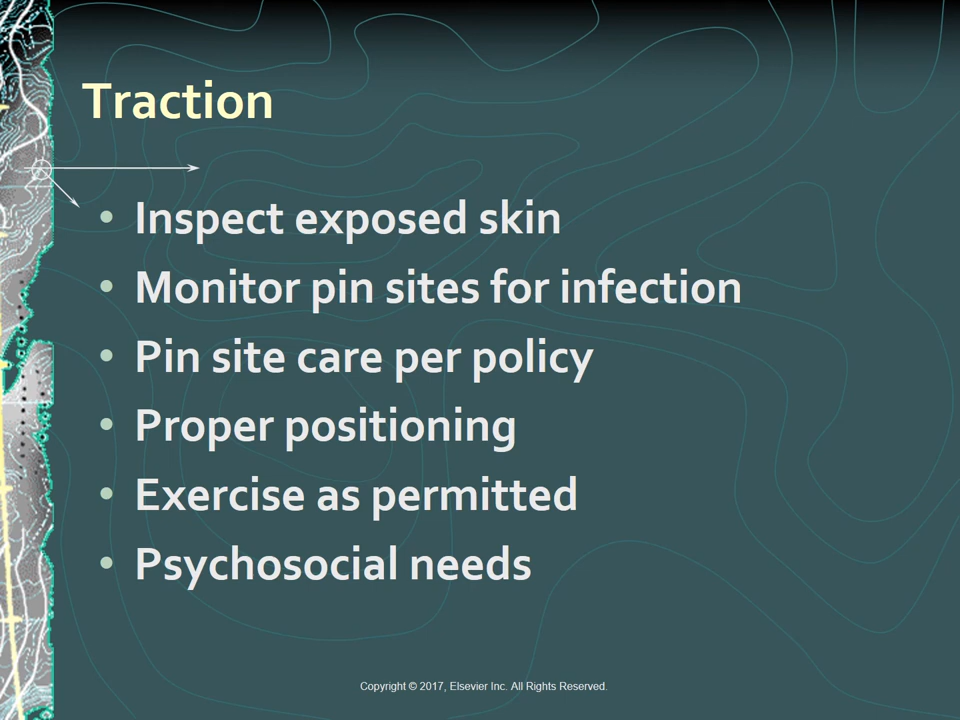 Traction
• Inspect exposed skin
• Monitor pin sites for infection
• Pin site care per policy
• Proper positioning
• Exercise as permitted
• Psychosocial needs
Copyright © 2017, Elsevier Inc. All Rights Reserved.